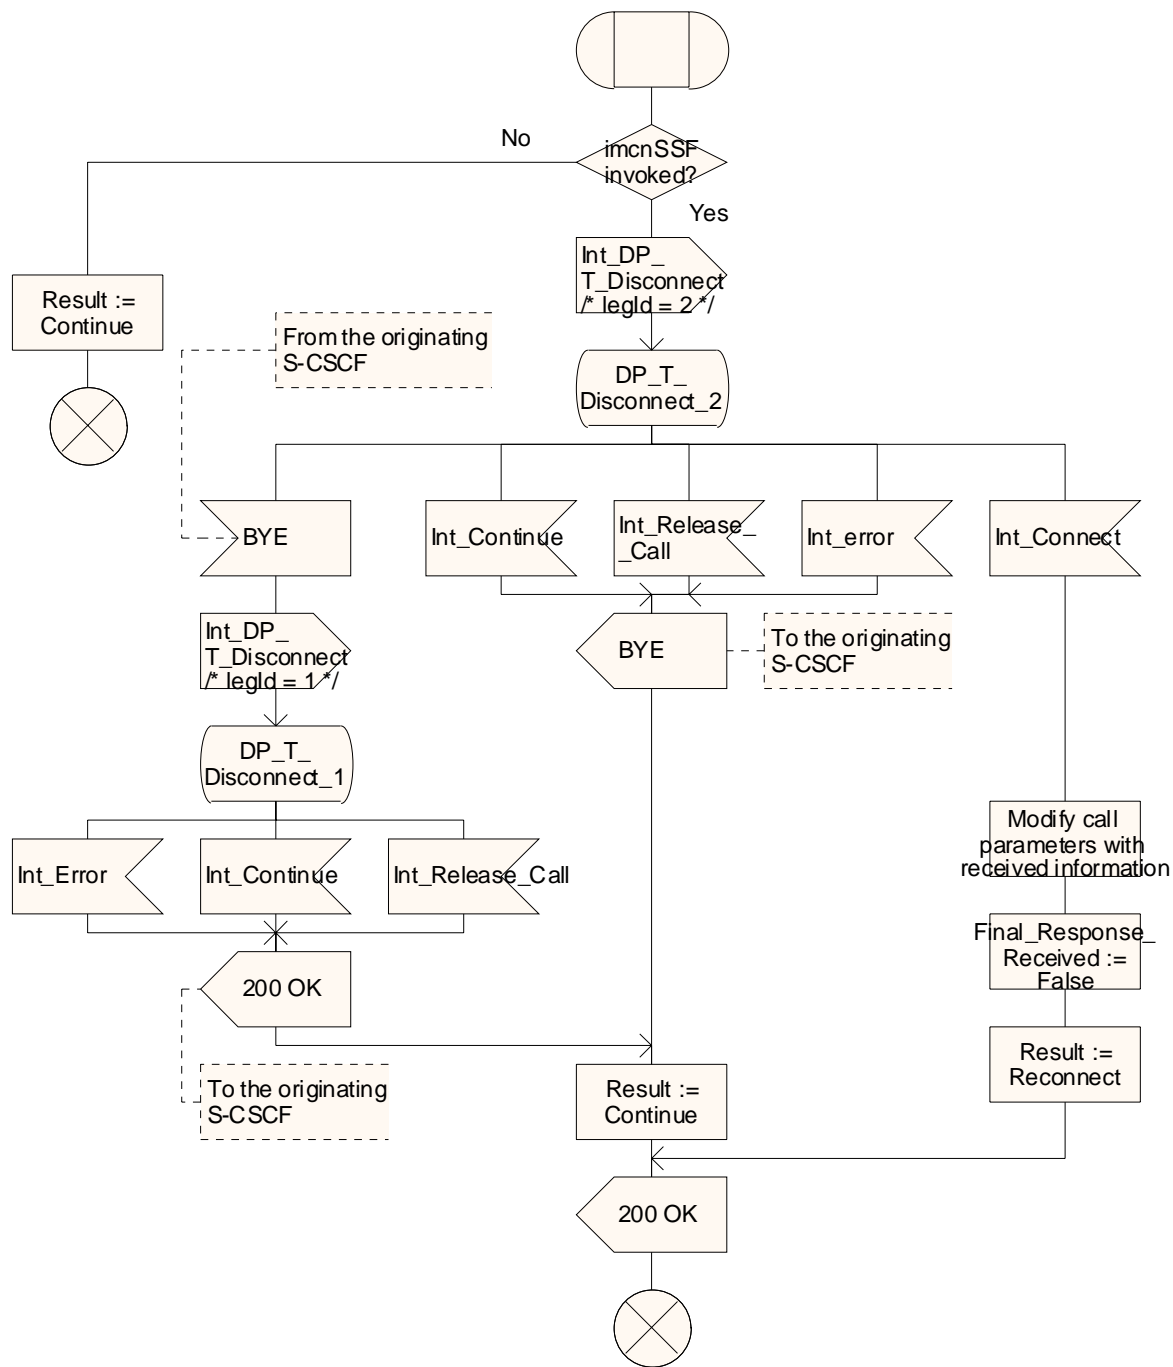 No
imcnSSF
invoked?
Yes
Int_DP_
T_Disconnect
/* legId = 2 */
Result :=
Continue
From the originating
S-CSCF
DP_T_
Disconnect_2
BYE
Int_Continue
Int_Release_
_Call
Int_error
Int_Connect
Int_DP_
T_Disconnect
/* legId = 1 */
BYE
To the originating
S-CSCF
DP_T_
Disconnect_1
Modify call
parameters with
received information
Int_Error
Int_Continue
Int_Release_Call
Final_Response_
Received :=
False
200 OK
Result :=
Reconnect
To the originating
S-CSCF
Result :=
Continue
200 OK